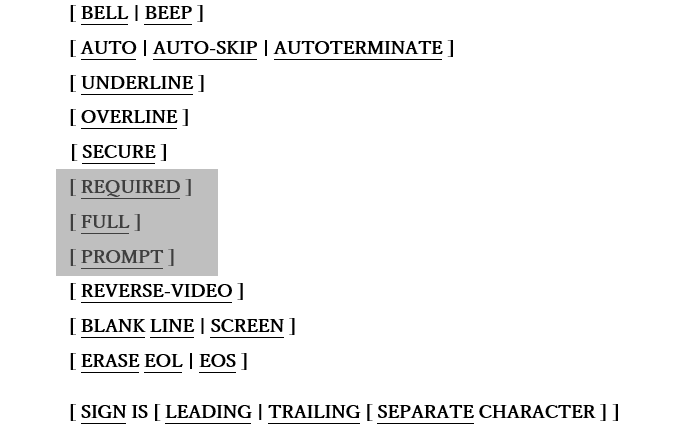 [ BELL | BEEP ]
[ AUTO | AUTO-SKIP | AUTOTERMINATE ]
[ UNDERLINE ]
[ OVERLINE ]
[ SECURE ]
[ REQUIRED ]
[ FULL ]
[ PROMPT ]
[ REVERSE-VIDEO ]
[ BLANK LINE | SCREEN ]
[ ERASE EOL | EOS ]
[ SIGN IS [ LEADING | TRAILING [ SEPARATE CHARACTER ] ]